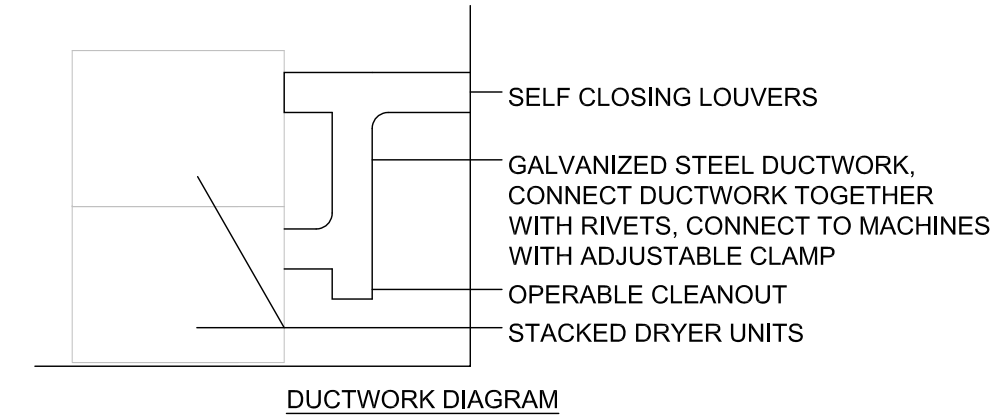 SELF CLOSING LOUVERS
GALVANIZED STEEL DUCTWORK,
CONNECT DUCTWORK TOGETHER
WITH RIVETS, CONNECT TO MACHINES
WITH ADJUSTABLE CLAMP
OPERABLE CLEANOUT
STACKED DRYER UNITS
DUCTWORK DIAGRAM